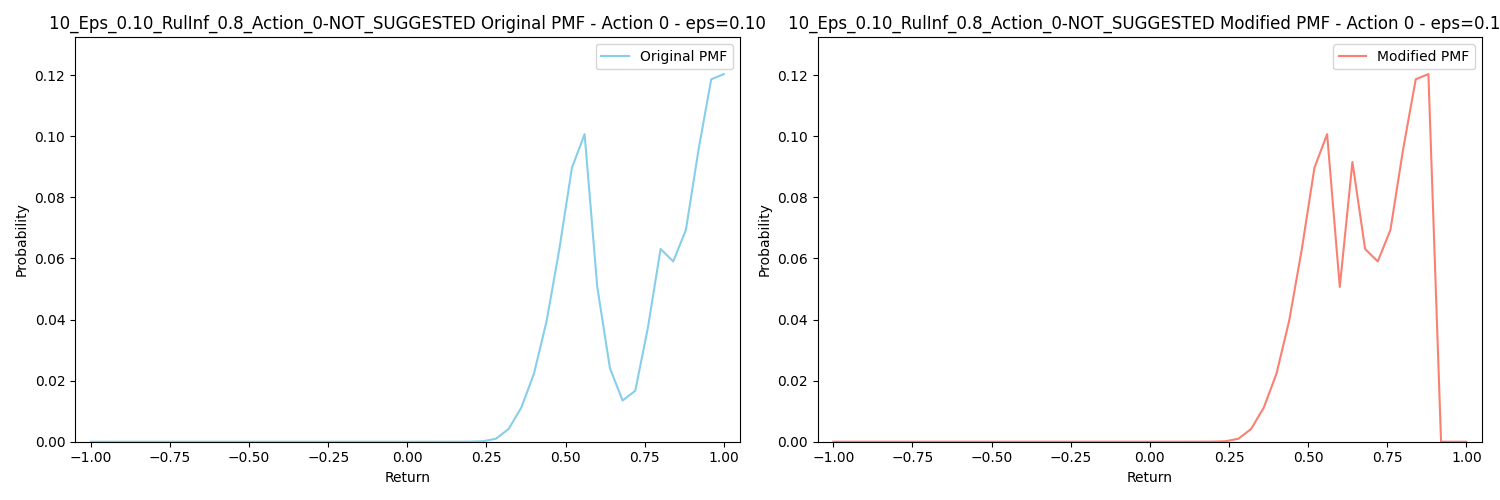 10_Eps_0.10_RulInf_0.8_Action_0-NOT_SUGGESTED Original PMF - Action 0 - eps=0.10
Original PMF
0.12
0.10
0.08
0.06
0.04
0.02
0.00
Probability
−1.00 −0.75 −0.50 −0.25 0.00 0.25 0.50 0.75 1.00
Return
10_Eps_0.10_RulInf_0.8_Action_0-NOT_SUGGESTED Modified PMF - Action 0 - eps=0.1
Modified PMF
0.12
0.10
0.08
0.06
0.04
0.02
0.00
Probability
−1.00 −0.75 −0.50 −0.25 0.00 0.25 0.50 0.75 1.00
Return